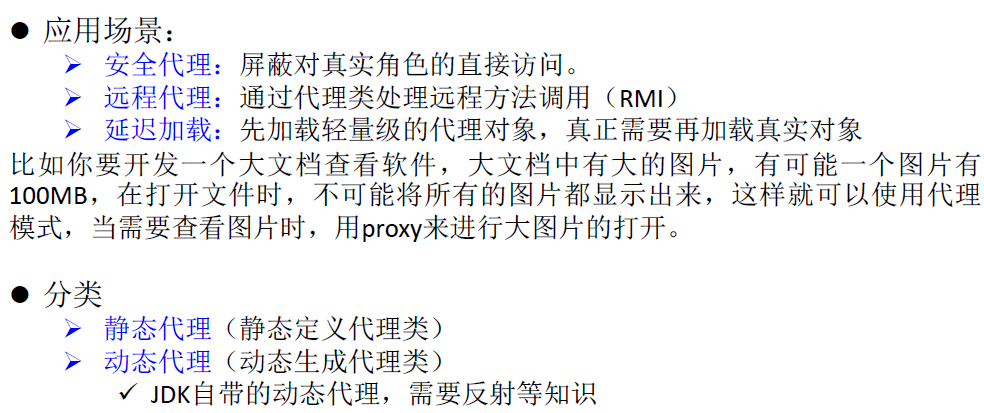 ● 应用场景：
➢ 安全代理：屏蔽对真实角色的直接访问。
➢ 远程代理：通过代理类处理远程方法调用（RMI）
➢ 延迟加载：先加载轻量级的代理对象，真正需要再加载真实对象
比如你要开发一个大文档查看软件，大文档中有大的图片，有可能一个图片有
100MB，在打开文件时，不可能将所有的图片都显示出来，这样就可以使用代理
模式，当需要查看图片时，用proxy来进行大图片的打开。
● 分类
➢ 静态代理（静态定义代理类）
➢ 动态代理（动态生成代理类）
✓ JDK自带的动态代理，需要反射等知识